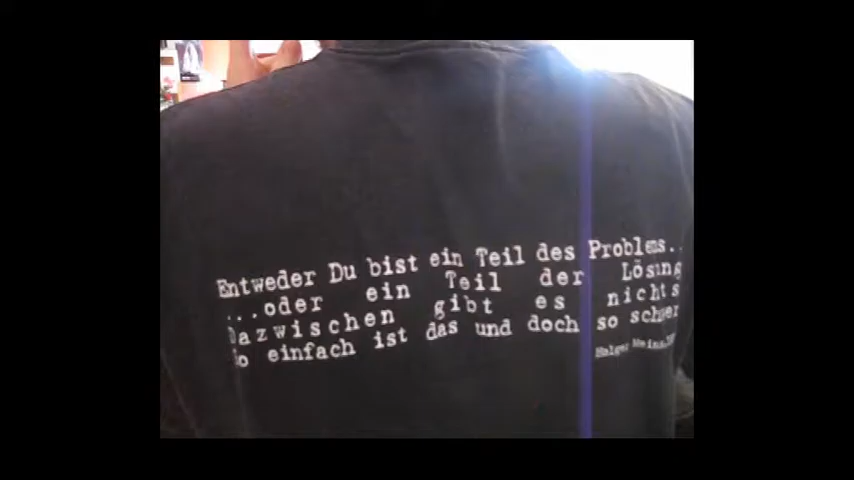 Entweder Du bist ein Teil des Problems..
...oder ein Teil der Lösung
Dazwischen gibt es nichts
So einfach ist das und doch so schwer
Holger